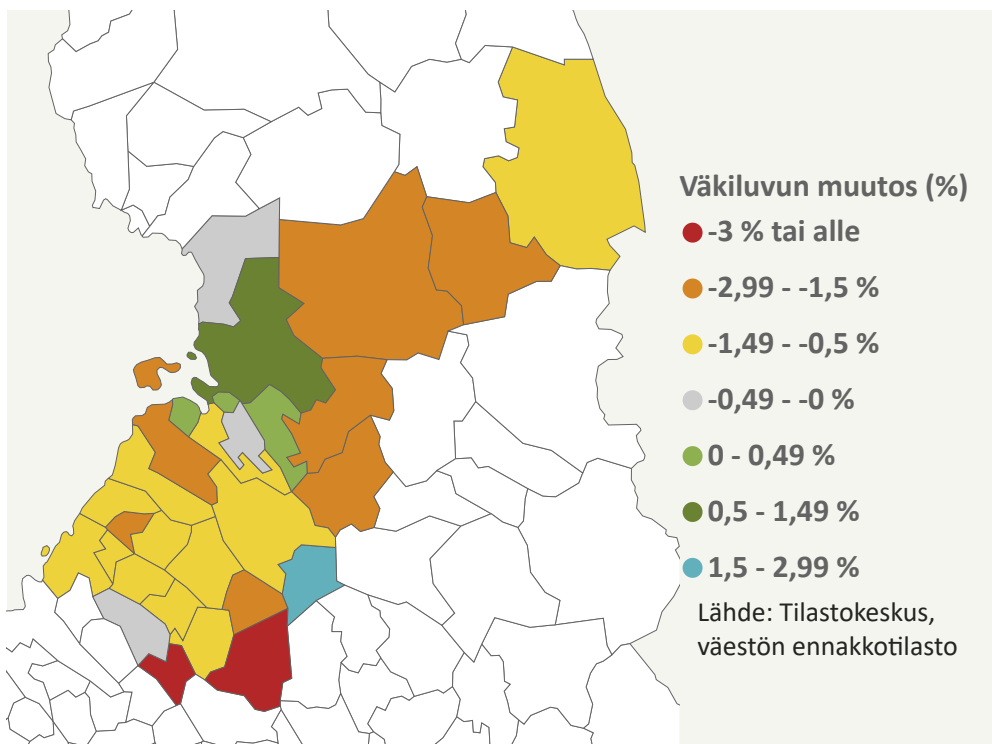 Väkiluvun muutos (%)
-3 % tai alle
-2,99 - -1,5 %
-1,49 - -0,5 %
-0,49 - -0 %
0 - 0,49 %
0,5 - 1,49 %
1,5 - 2,99 %
Lähde: Tilastokeskus,
väestön ennakkotilasto